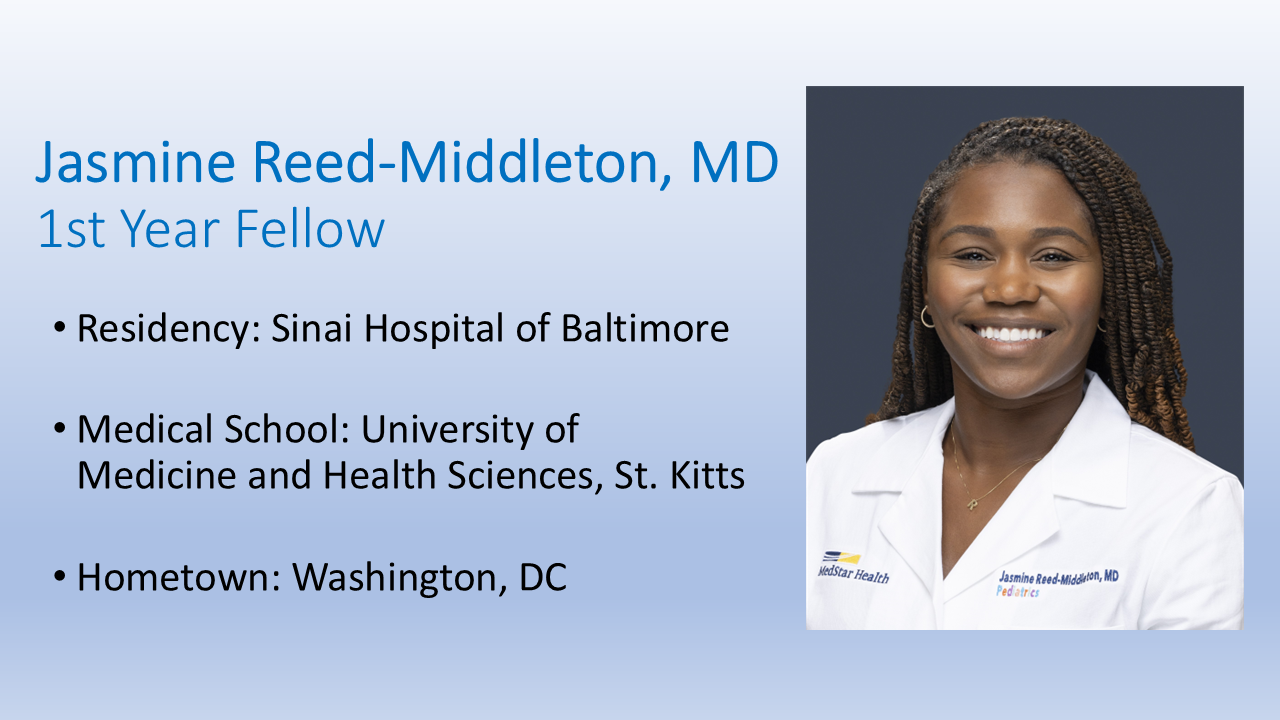 Jasmine Reed-Middleton, MD
1st Year Fellow
• Residency: Sinai Hospital of Baltimore
• Medical School: University of
Medicine and Health Sciences, St. Kitts
• Hometown: Washington, DC
R
MedStar Health
Jasmine Reed-Middleton, MD
Pediatrics